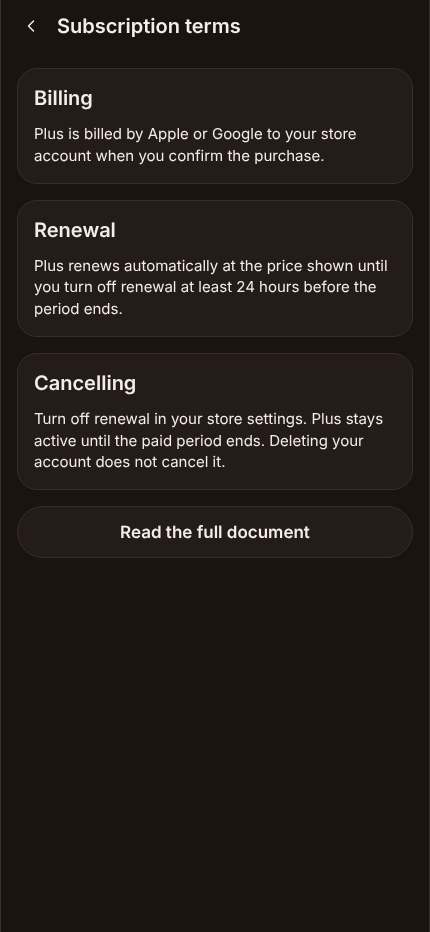 Subscription terms
Billing
Plus is billed by Apple or Google to your store
account when you confirm the purchase.
Renewal
Plus renews automatically at the price shown until
you turn off renewal at least 24 hours before the
period ends.
Cancelling
Turn off renewal in your store settings. Plus stays
active until the paid period ends. Deleting your
account does not cancel it.
Read the full document